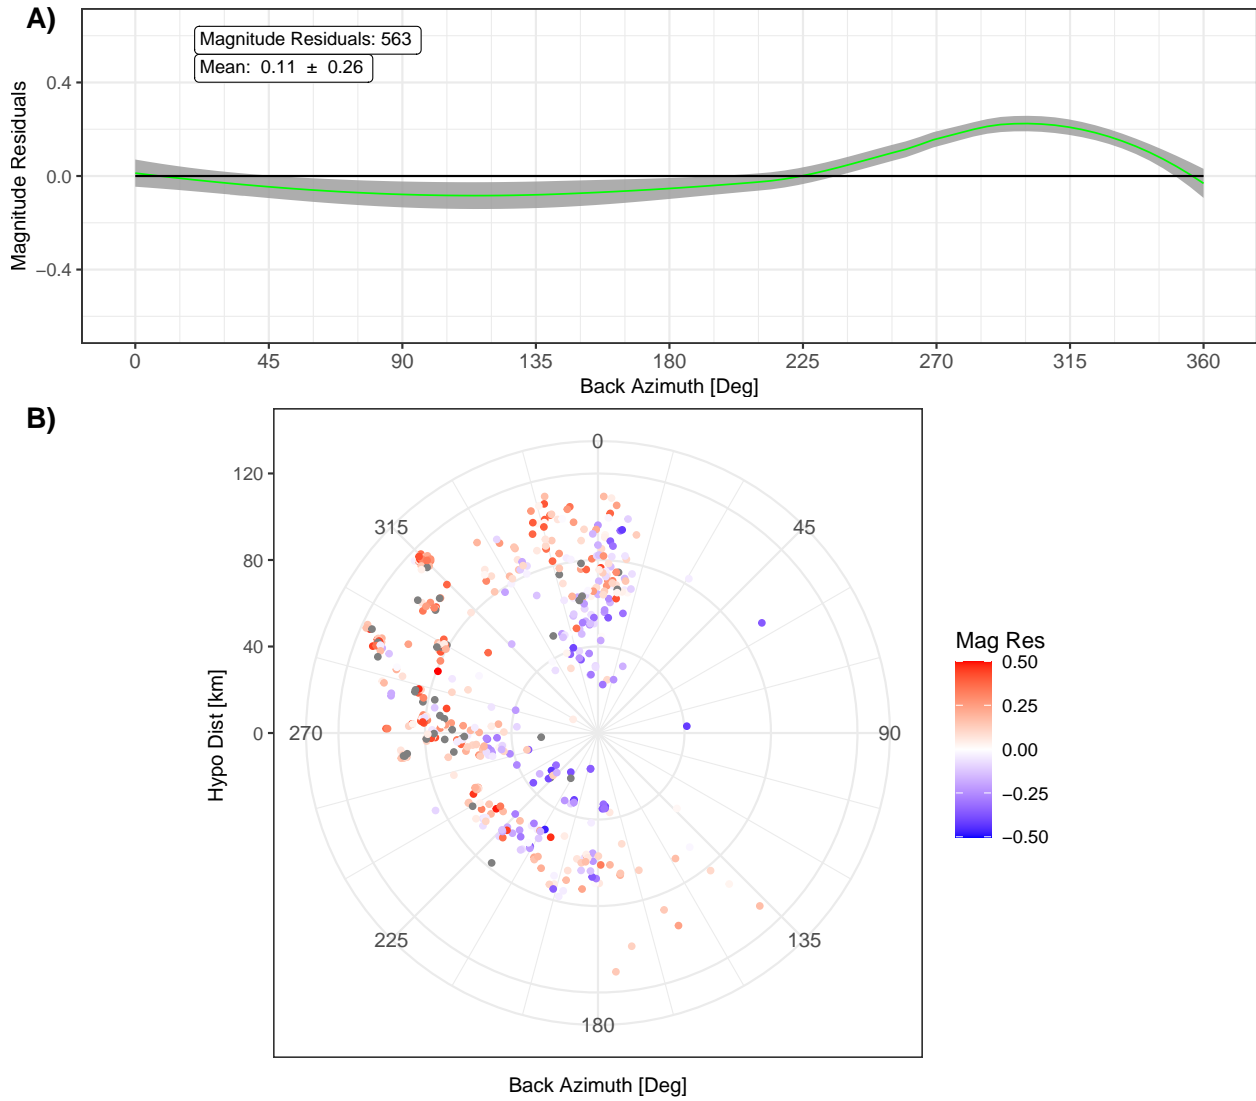 A)
Magnitude Residuals: 563
Mean:  0.11  ±  0.26
Magnitude Residuals
0.4
0.0
−0.4
0 45 90 135 180 225 270 315 360
Back Azimuth [Deg]
B)
Hypo Dist [km]
120
80
40
0
0
45
90
135
180
225
270
315
Back Azimuth [Deg]
Mag Res
0.50
0.25
0.00
−0.25
−0.50